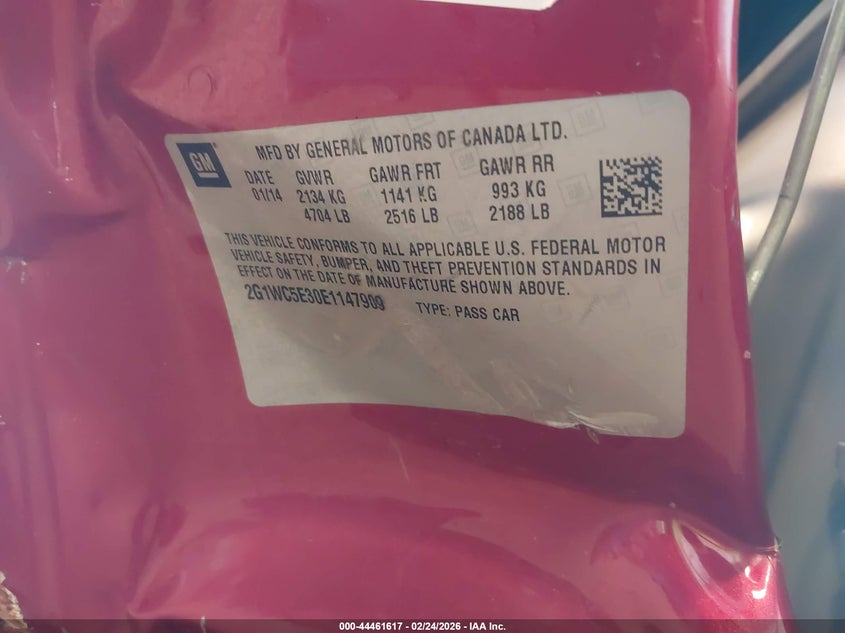 GM
MFD BY GENERAL MOTORS OF CANADA LTD.
DATE GVWR GAWR FRT GAWR RR
01/14 2134 KG 1141 KG 993 KG
4704 LB 2516 LB 2188 LB
THIS VEHICLE CONFORMS TO ALL APPLICABLE U.S. FEDERAL MOTOR
VEHICLE SAFETY, BUMPER, AND THEFT PREVENTION STANDARDS IN
EFFECT ON THE DATE OF MANUFACTURE SHOWN ABOVE.
2G1WC5E30E1147909 TYPE: PASS CAR
000-44461617 - 02/24/2026 - IAA Inc.